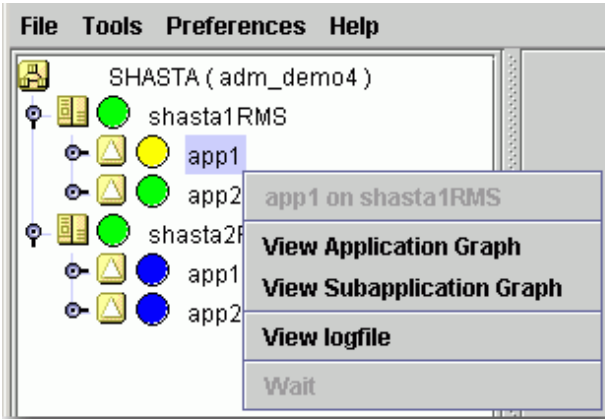 File Tools Preferences Help
SHASTA ( adm_demo4 )
shasta1RMS
app1
app2
app1 on shasta1RMS
View Application Graph
shasta2
app1
View Subapplication Graph
app2
View logfile
Wait